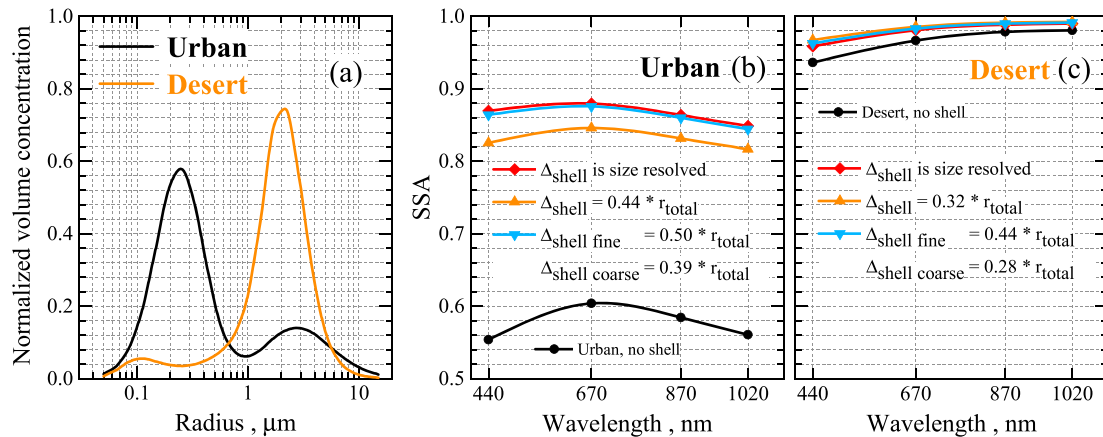 Normalized volume concentration
1.0
0.8
0.6
0.4
0.2
0.0
Urban
Desert
(a)
0.1
1
10
Radius , μm
SSA
1.0
0.9
0.8
0.7
0.6
0.5
Urban (b)
Δshell is size resolved
Δshell = 0.44 * rtotal
Δshell fine = 0.50 * rtotal
Δshell coarse = 0.39 * rtotal
Urban, no shell
440 670 870 1020
Wavelength , nm
Desert (c)
Desert, no shell
Δshell is size resolved
Δshell = 0.32 * rtotal
Δshell fine = 0.44 * rtotal
Δshell coarse = 0.28 * rtotal
440 670 870 1020
Wavelength , nm